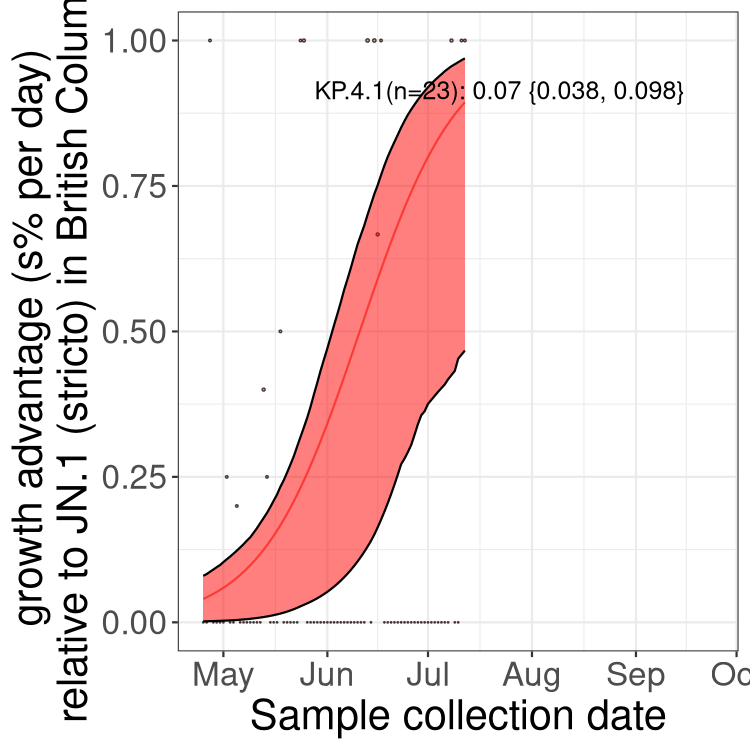 growth advantage (s% per day)
relative to JN.1 (stricto) in British Colum
1.00
0.75
0.50
0.25
0.00
KP.4.1(n=23): 0.07 {0.038, 0.098}
May Jun Jul Aug Sep Oc
Sample collection date